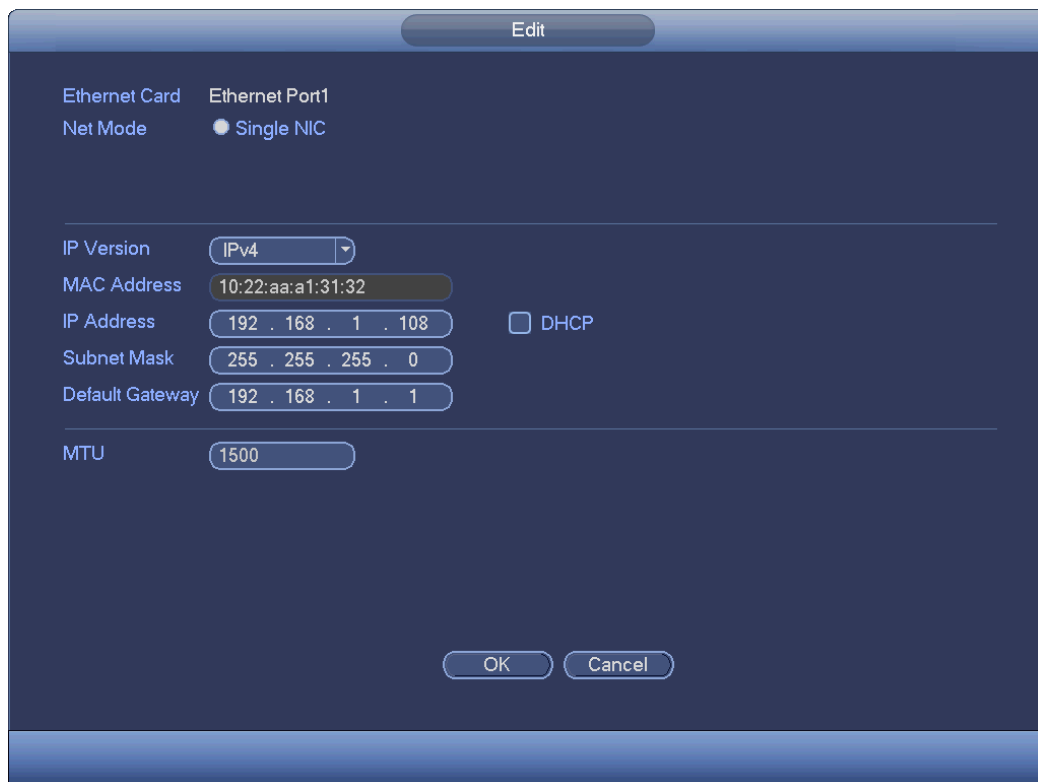 Edit
Ethernet Card Ethernet Port1
Net Mode Single NIC
IP Version IPv4
MAC Address 10:22:aa:a1:31:32
IP Address 192 . 168 . 1 . 108 DHCP
Subnet Mask 255 . 255 . 255 . 0
Default Gateway 192 . 168 . 1 . 1
MTU 1500
OK Cancel